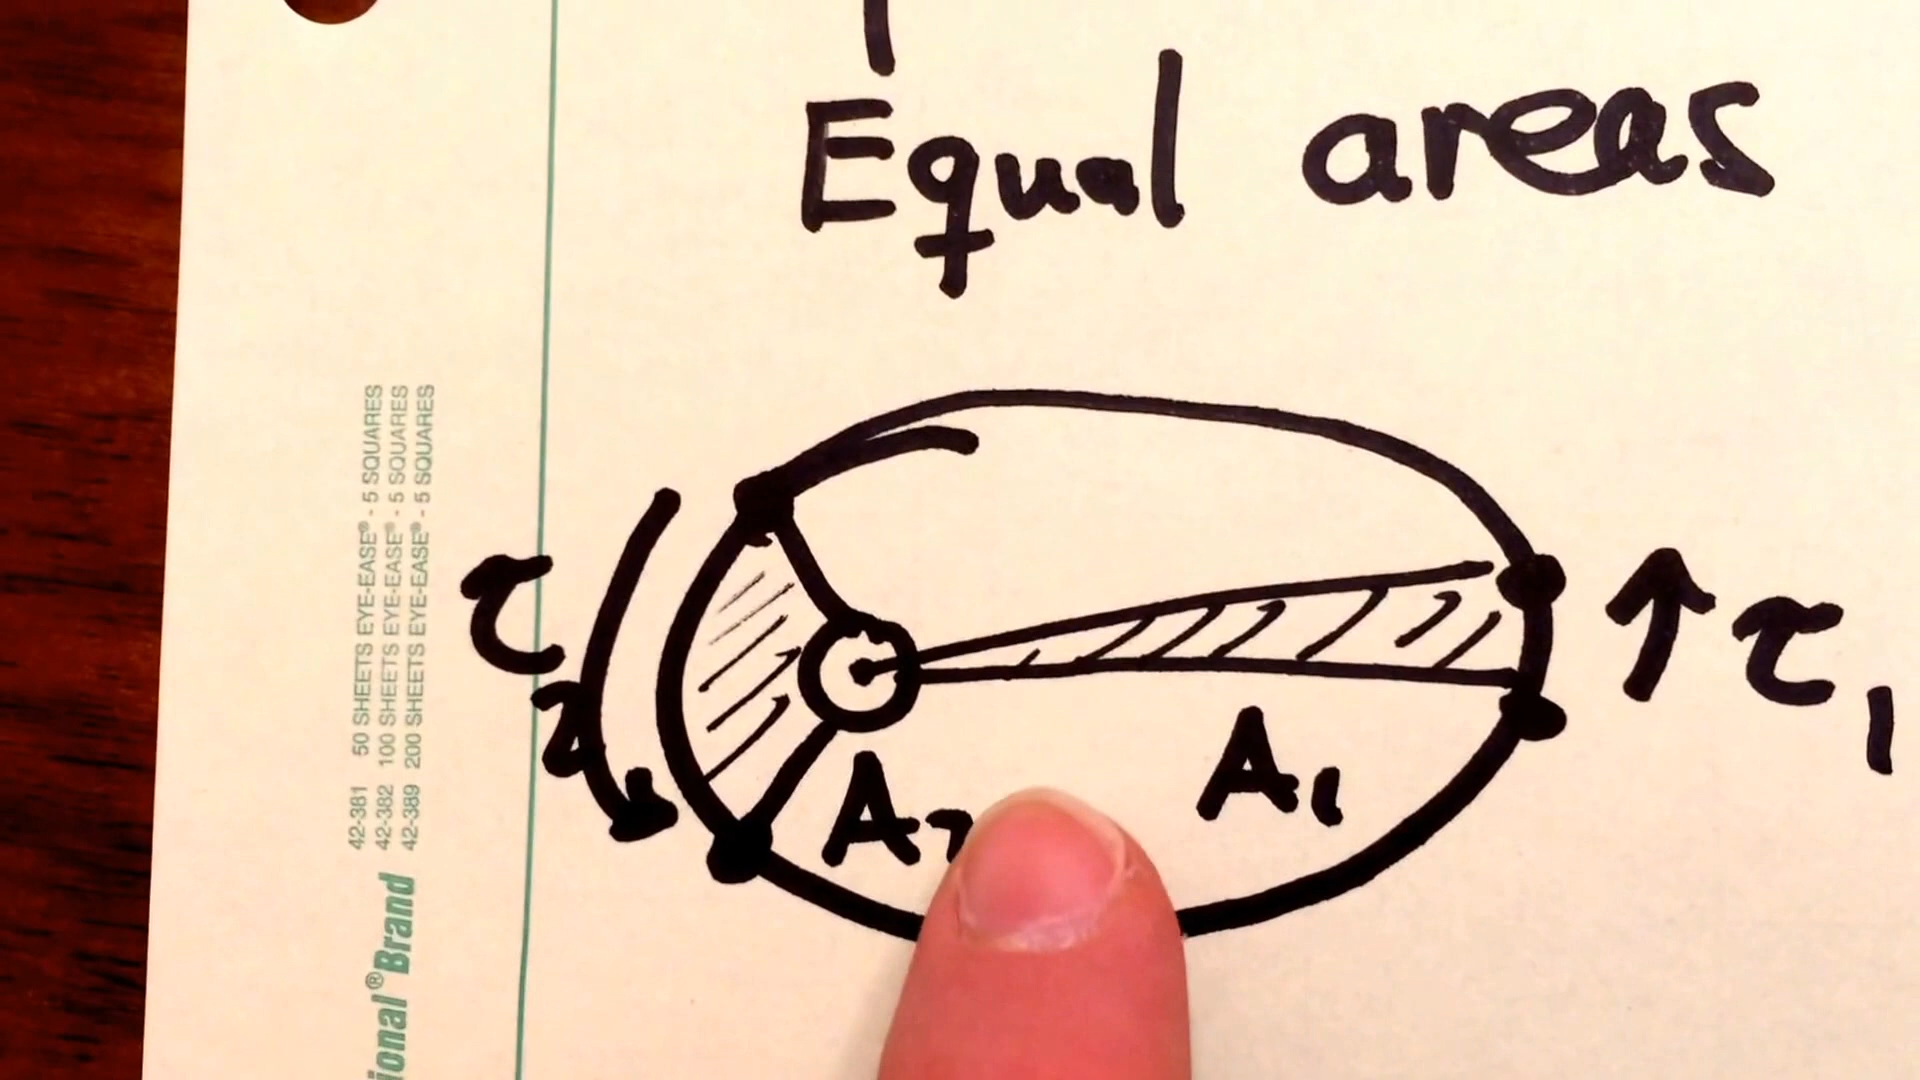 Equal areas
τ₂
τ₁
A₁
A₂
42-381 50 SHEETS EYE-EASE® - 5 SQUARES
42-382 100 SHEETS EYE-EASE® - 5 SQUARES
42-389 200 SHEETS EYE-EASE® - 5 SQUARES
ional® Brand